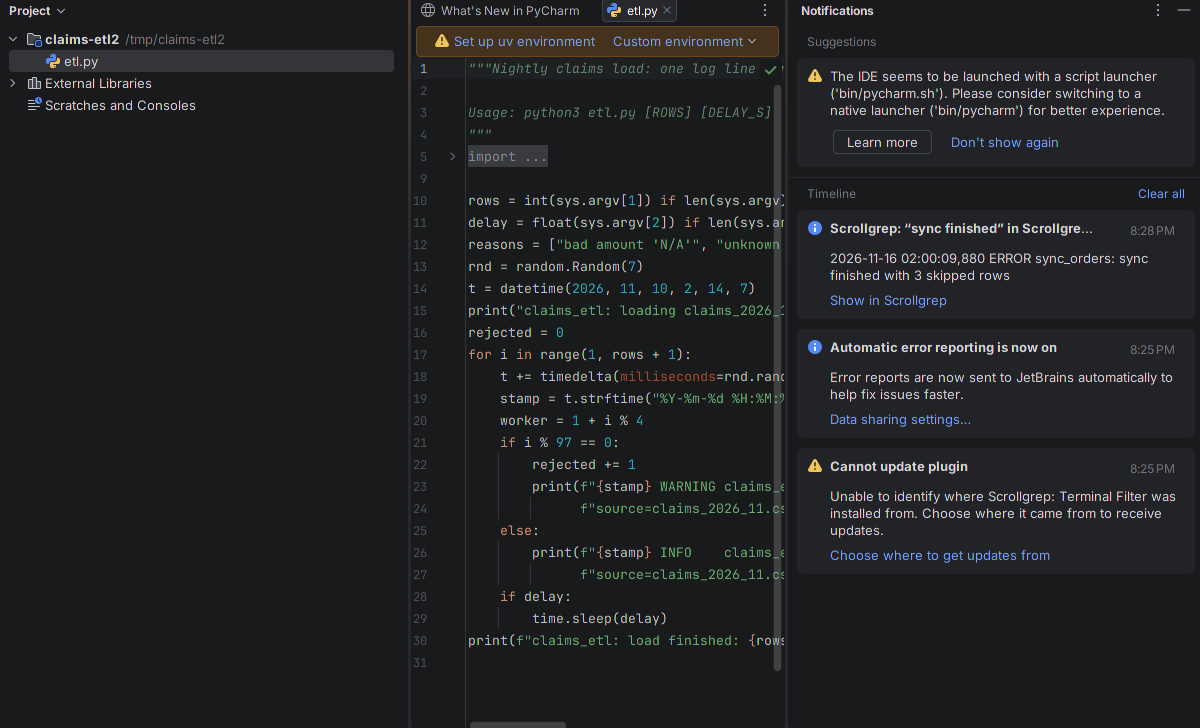 Project
claims-etl2 /tmp/claims-etl2
etl.py
External Libraries
Scratches and Consoles
What's New in PyCharm
etl.py
Set up uv environment Custom environment
1 """Nightly claims load: one log line
2
3 Usage: python3 etl.py [ROWS] [DELAY_S]
4 """
5 import ...
9
10 rows = int(sys.argv[1]) if len(sys.argv)
11 delay = float(sys.argv[2]) if len(sys.ar
12 reasons = ["bad amount 'N/A'", "unknown
13 rnd = random.Random(7)
14 t = datetime(2026, 11, 10, 2, 14, 7)
15 print("claims_etl: loading claims_2026_1
16 rejected = 0
17 for i in range(1, rows + 1):
18 t += timedelta(milliseconds=rnd.rand
19 stamp = t.strftime("%Y-%m-%d %H:%M:%
20 worker = 1 + i % 4
21 if i % 97 == 0:
22 rejected += 1
23 print(f"{stamp} WARNING claims_e
24 f"source=claims_2026_11.cs
25 else:
26 print(f"{stamp} INFO    claims_e
27 f"source=claims_2026_11.cs
28 if delay:
29 time.sleep(delay)
30 print(f"claims_etl: load finished: {rows
31
Notifications
Suggestions
The IDE seems to be launched with a script launcher
('bin/pycharm.sh'). Please consider switching to a
native launcher ('bin/pycharm') for better experience.
Learn more Don't show again
Timeline Clear all
Scrollgrep: “sync finished” in Scrollgre... 8:28 PM
2026-11-16 02:00:09,880 ERROR sync_orders: sync
finished with 3 skipped rows
Show in Scrollgrep
Automatic error reporting is now on 8:25 PM
Error reports are now sent to JetBrains automatically to
help fix issues faster.
Data sharing settings...
Cannot update plugin 8:25 PM
Unable to identify where Scrollgrep: Terminal Filter was
installed from. Choose where it came from to receive
updates.
Choose where to get updates from